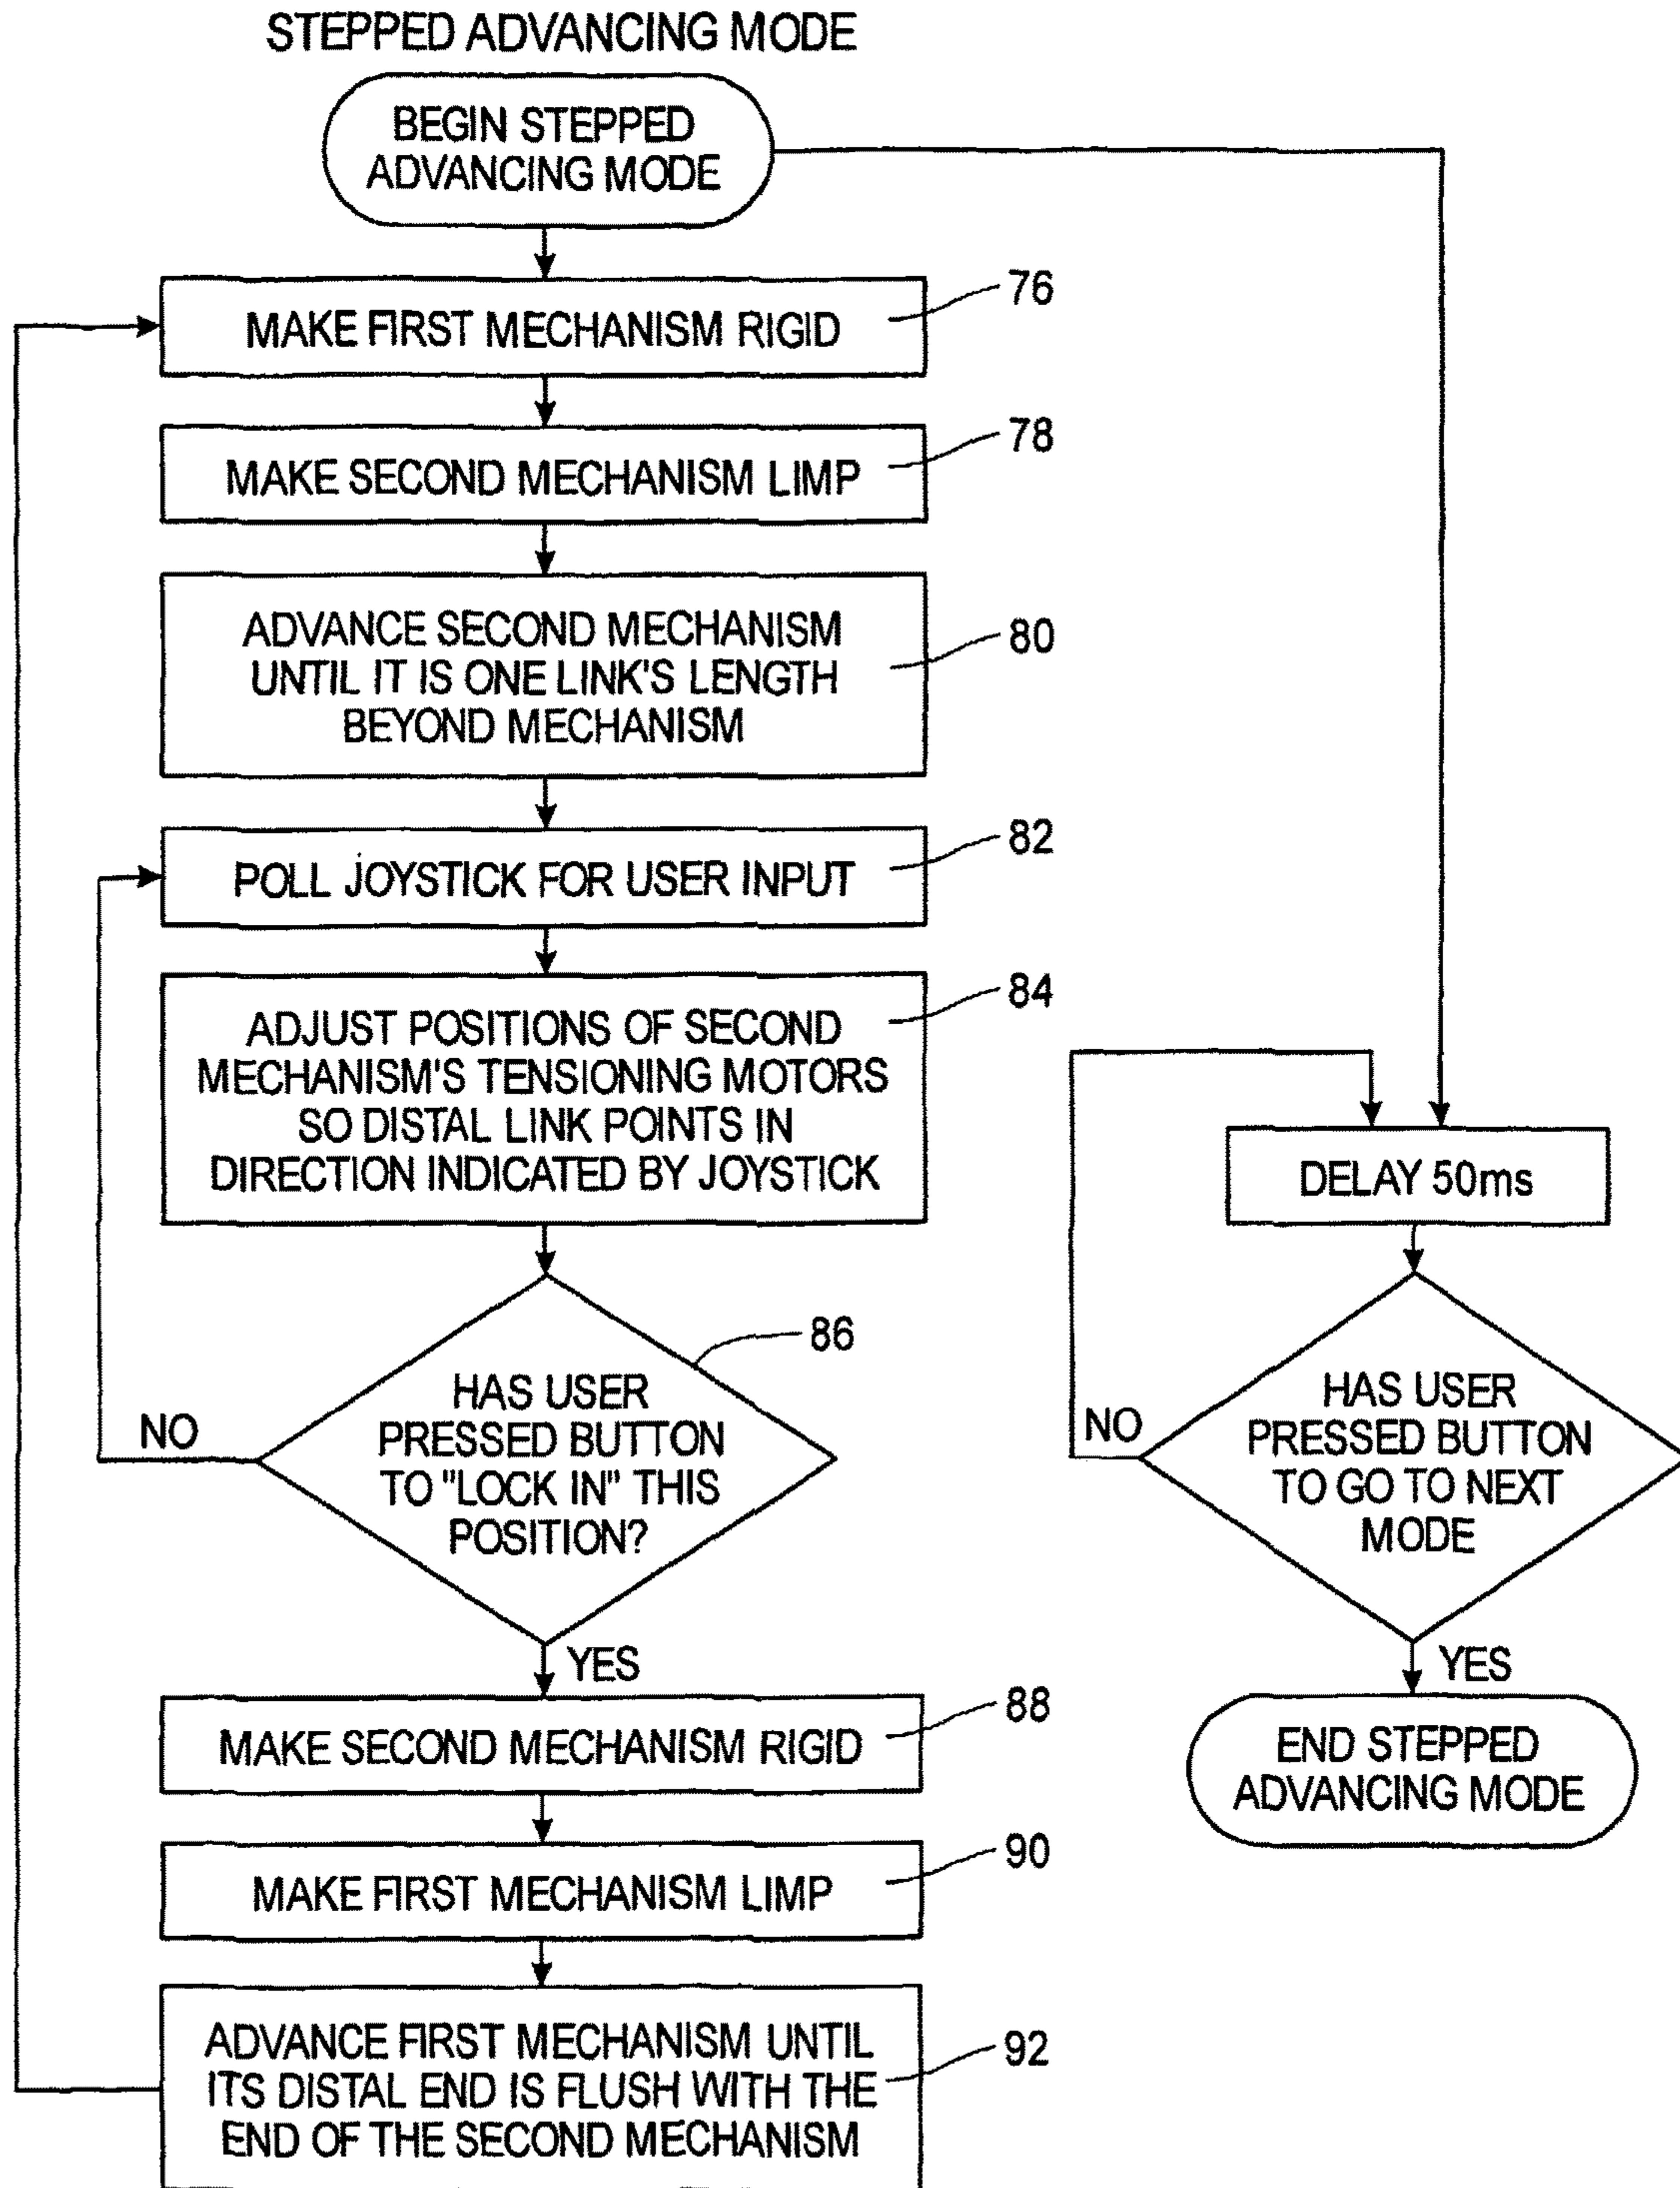 STEPPED ADVANCING MODE
BEGIN STEPPED
ADVANCING MODE
76
MAKE FIRST MECHANISM RIGID
78
MAKE SECOND MECHANISM LIMP
ADVANCE SECOND MECHANISM
UNTIL IT IS ONE LINK'S LENGTH
BEYOND MECHANISM
80
82
POLL JOYSTICK FOR USER INPUT
84
ADJUST POSITIONS OF SECOND
MECHANISM'S TENSIONING MOTORS
SO DISTAL LINK POINTS IN
DIRECTION INDICATED BY JOYSTICK
86
HAS USER
PRESSED BUTTON
TO "LOCK IN" THIS
POSITION?
NO
YES
88
MAKE SECOND MECHANISM RIGID
90
MAKE FIRST MECHANISM LIMP
92
ADVANCE FIRST MECHANISM UNTIL
ITS DISTAL END IS FLUSH WITH THE
END OF THE SECOND MECHANISM
DELAY 50ms
HAS USER
PRESSED BUTTON
TO GO TO NEXT
MODE
NO
YES
END STEPPED
ADVANCING MODE